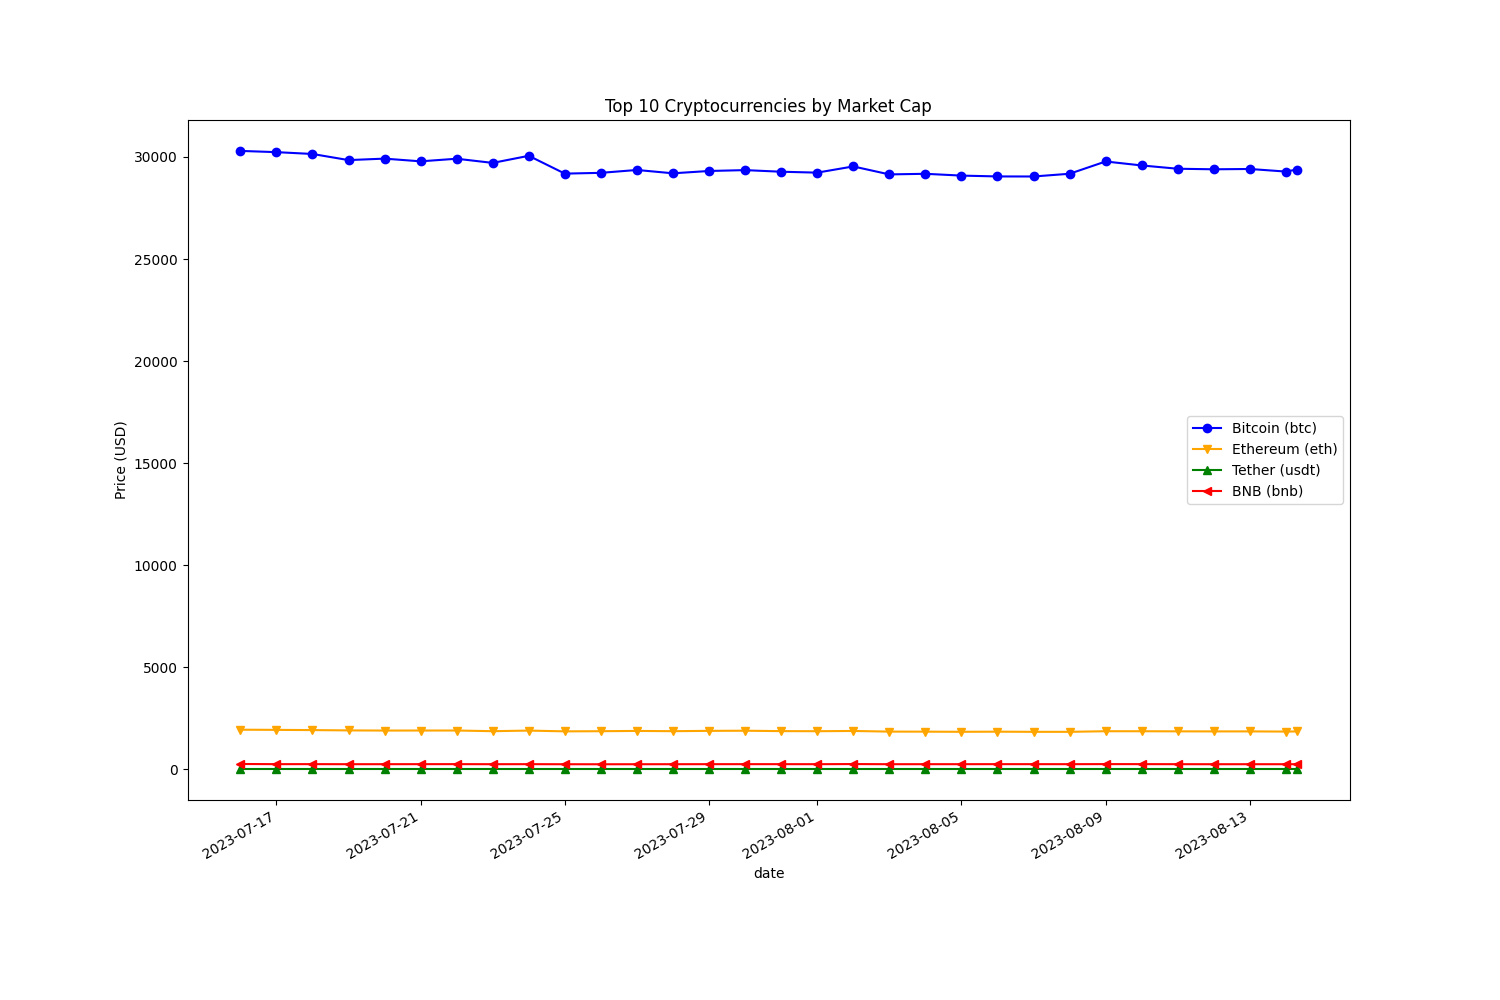 Top 10 Cryptocurrencies by Market Cap
30000
25000
20000
15000
10000
5000
0
Price (USD)
Bitcoin (btc)
Ethereum (eth)
Tether (usdt)
BNB (bnb)
2023-07-17
2023-07-21
2023-07-25
2023-07-29
2023-08-01
2023-08-05
2023-08-09
2023-08-13
date